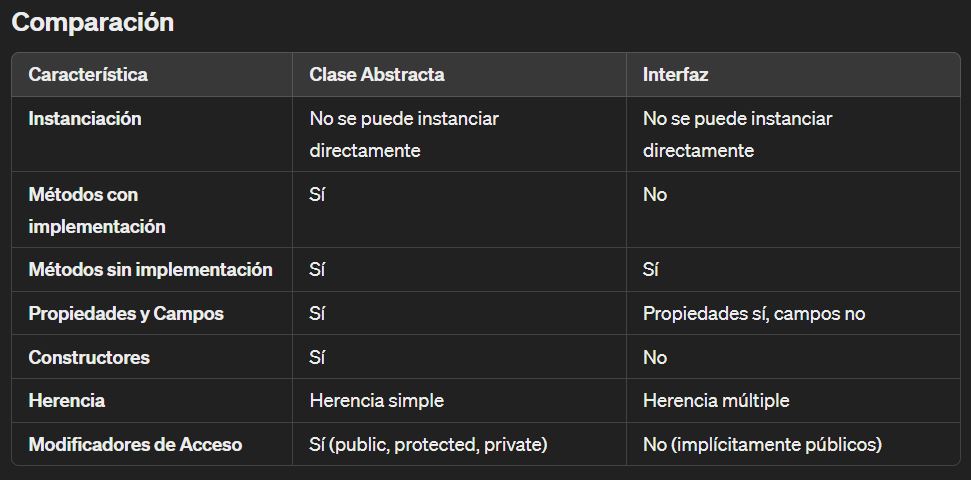 Comparación
Característica Clase Abstracta Interfaz
Instanciación No se puede instanciar No se puede instanciar
directamente directamente
Métodos con Sí No
implementación
Métodos sin implementación Sí Sí
Propiedades y Campos Sí Propiedades sí, campos no
Constructores Sí No
Herencia Herencia simple Herencia múltiple
Modificadores de Acceso Sí (public, protected, private) No (implícitamente públicos)